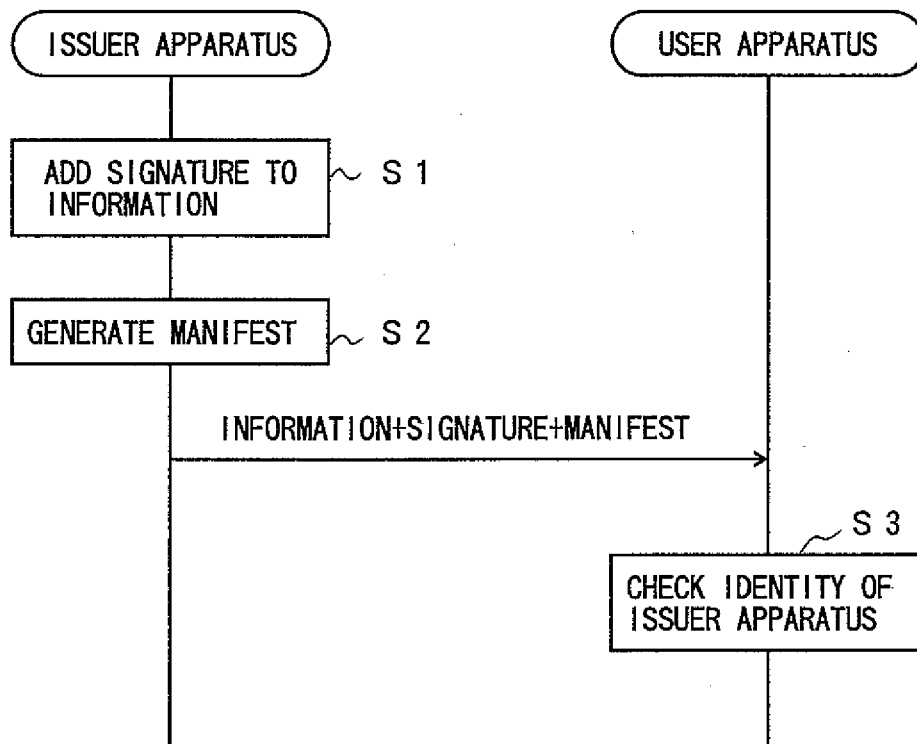 ISSUER APPARATUS
USER APPARATUS
ADD SIGNATURE TO
INFORMATION
S 1
GENERATE MANIFEST
S 2
INFORMATION+SIGNATURE+MANIFEST
S 3
CHECK IDENTITY OF
ISSUER APPARATUS